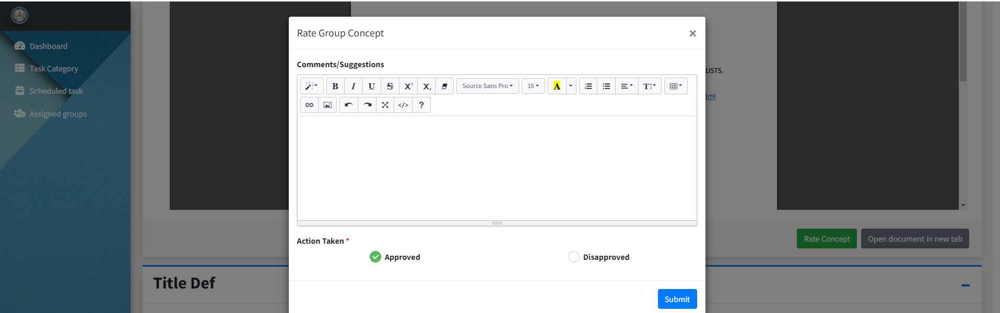 Dashboard
Task Category
Scheduled task
Assigned groups
Rate Group Concept
×
Comments/Suggestions
B I U S X² X₂ Source Sans Pro 16 A TI
</> ?
Action Taken *
Approved
Disapproved
Submit
LISTS.
tml
Rate Concept
Open document in new tab
Title Def